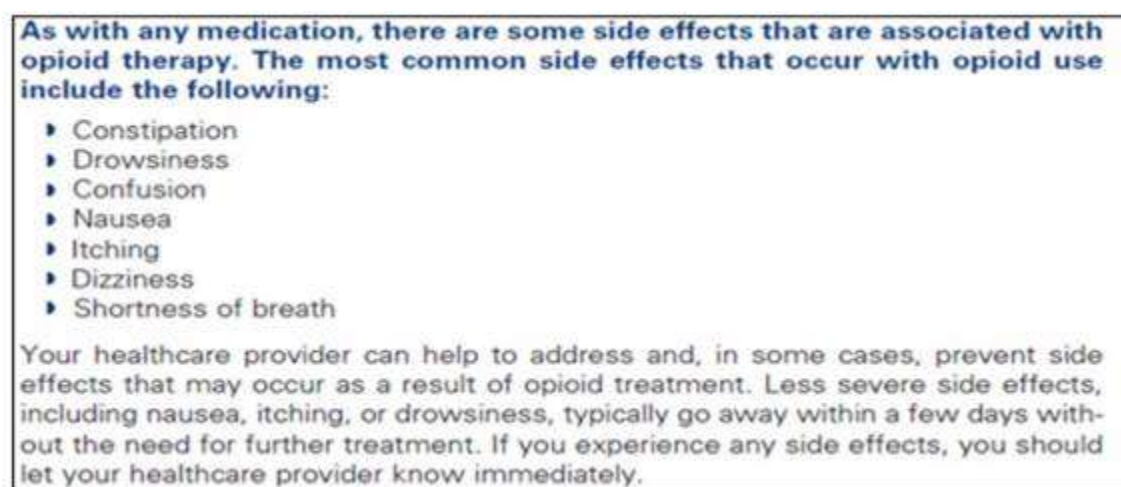 As with any medication, there are some side effects that are associated with
opioid therapy. The most common side effects that occur with opioid use
include the following:
Constipation
Drowsiness
Confusion
Nausea
Itching
Dizziness
Shortness of breath
Your healthcare provider can help to address and, in some cases, prevent side
effects that may occur as a result of opioid treatment. Less severe side effects,
including nausea, itching, or drowsiness, typically go away within a few days with-
out the need for further treatment. If you experience any side effects, you should
let your healthcare provider know immediately.